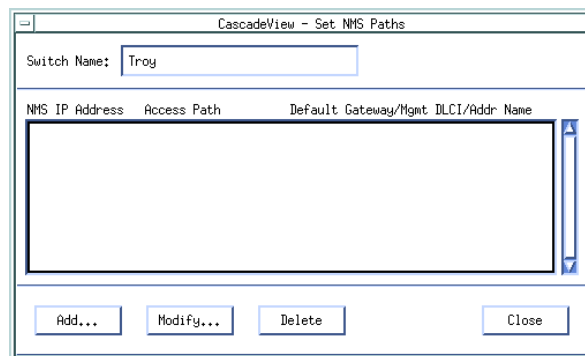 CascadeView - Set NMS Paths
Switch Name: Troy
NMS IP Address Access Path Default Gateway/Mgmt DLCI/Addr Name
Add... Modify... Delete Close